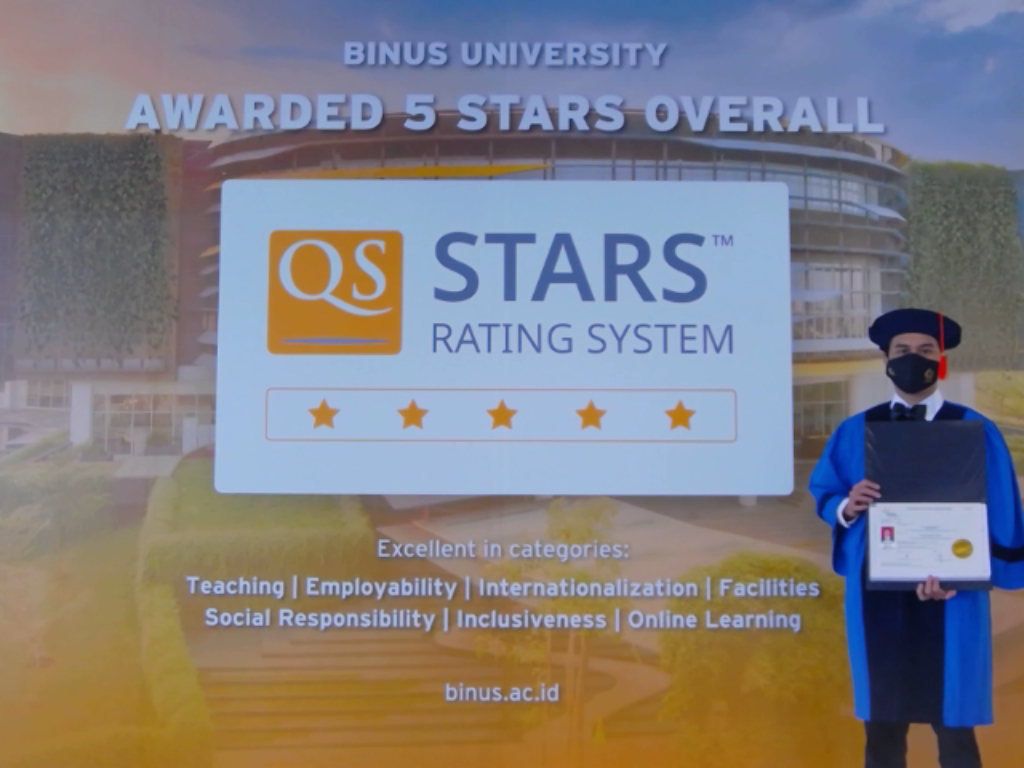 BINUS UNIVERSITY
AWARDED 5 STARS OVERALL
QS
STARS™
RATING SYSTEM
Excellent in categories:
Teaching | Employability | Internationalization | Facilities
Social Responsibility | Inclusiveness | Online Learning
binus.ac.id